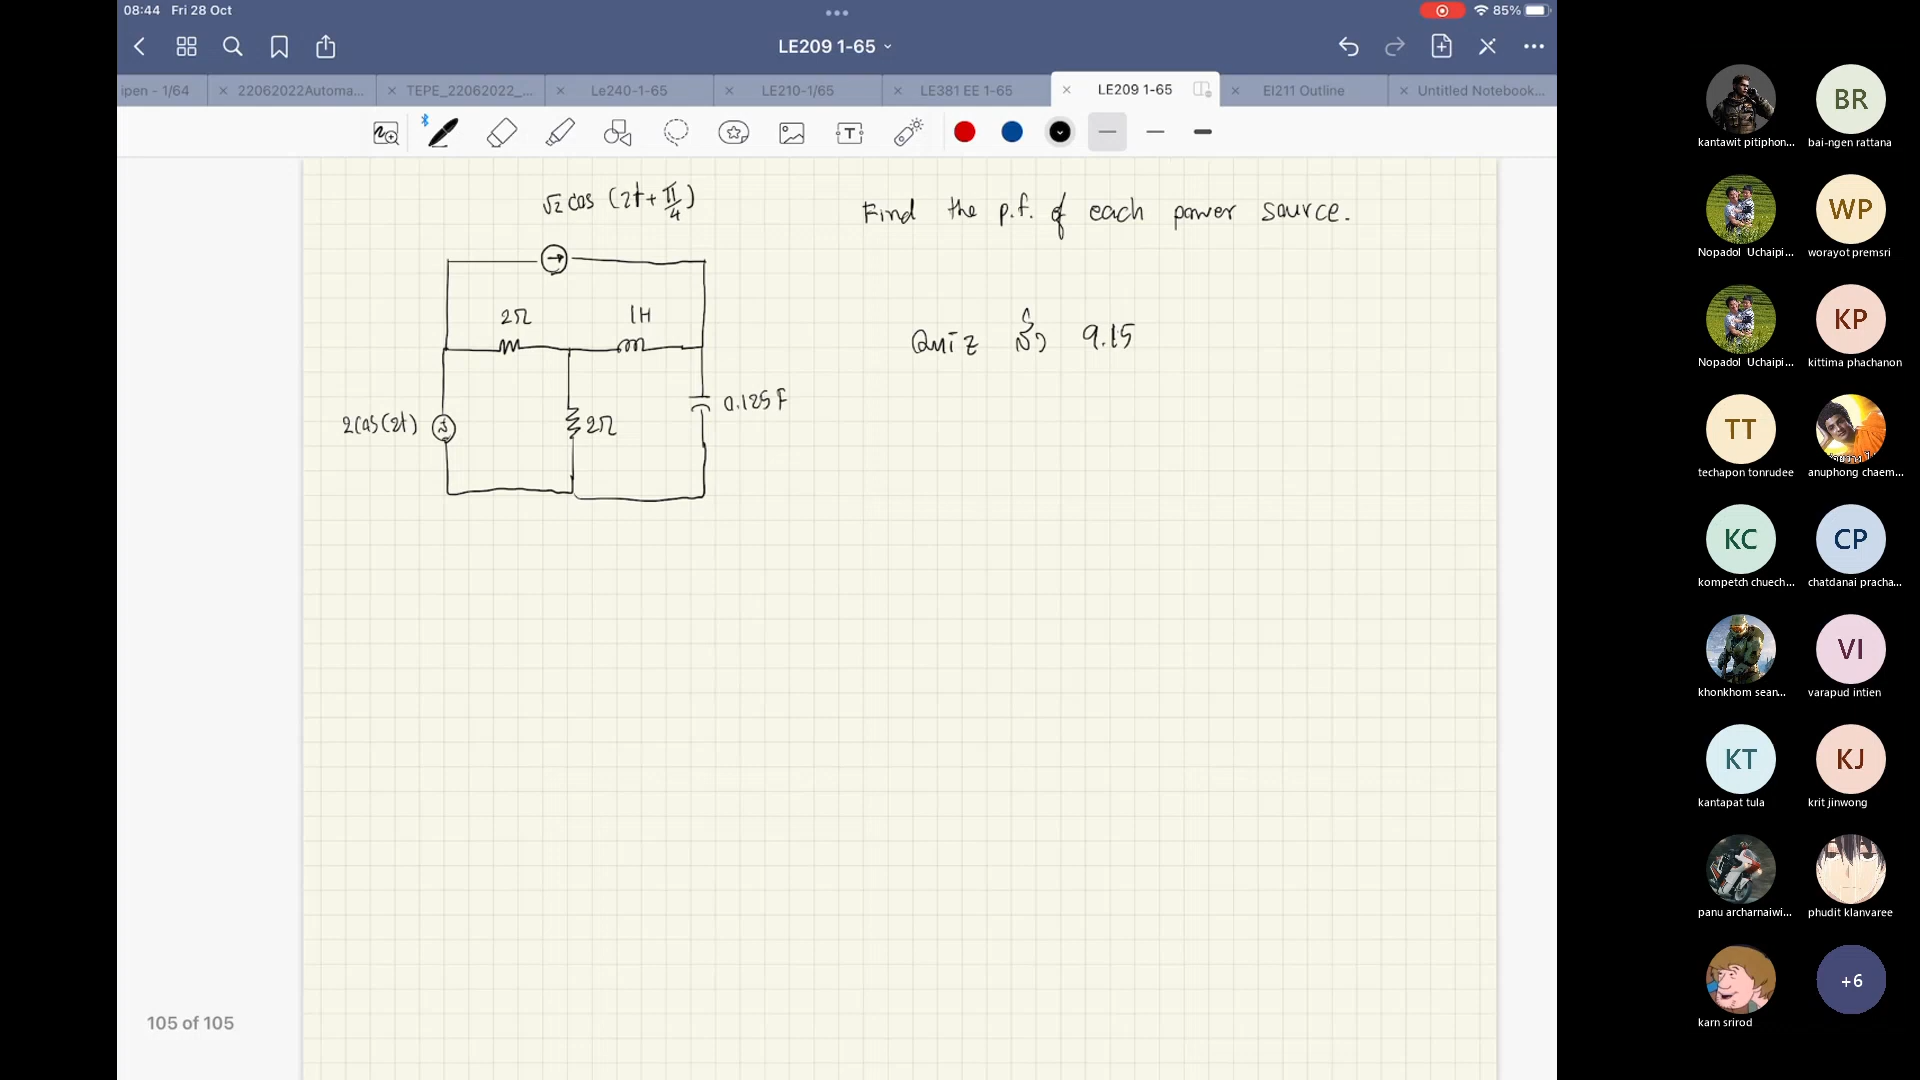 08:44 Fri 28 Oct
85%
LE209 1-65
ipen - 1/64
22062022Automa...
TEPE_22062022_...
Le240-1-65
LE210-1/65
LE381 EE 1-65
LE209 1-65
EI211 Outline
Untitled Notebook...
√2 cos (2t + π/4)
Find the p.f. of each power source.
2Ω
1H
Quiz ถึง 9.15
0.125 F
2cos(2t)
2Ω
105 of 105
kantawit pitiphon...
BR
bai-ngen rattana
Nopadol Uchaipi...
WP
worayot premsri
Nopadol Uchaipi...
KP
kittima phachanon
TT
techapon tonrudee
anuphong chaem...
KC
kompetch chuech...
CP
chatdanai pracha...
khonkhom sean...
VI
varapud intien
KT
kantapat tula
KJ
krit jinwong
panu archarnaiwi...
phudit klanvaree
karn srirod
+6